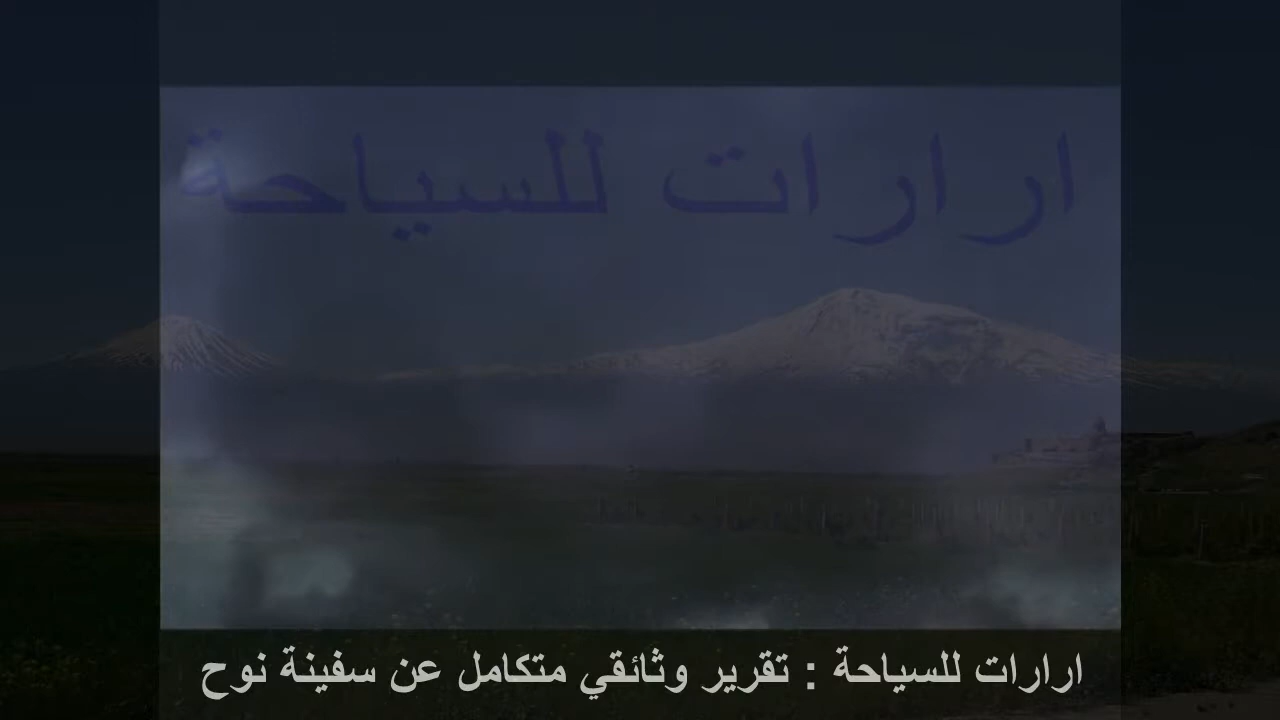 ارارات للسياحة
ارارات للسياحة : تقرير وثائقي متكامل عن سفينة نوح